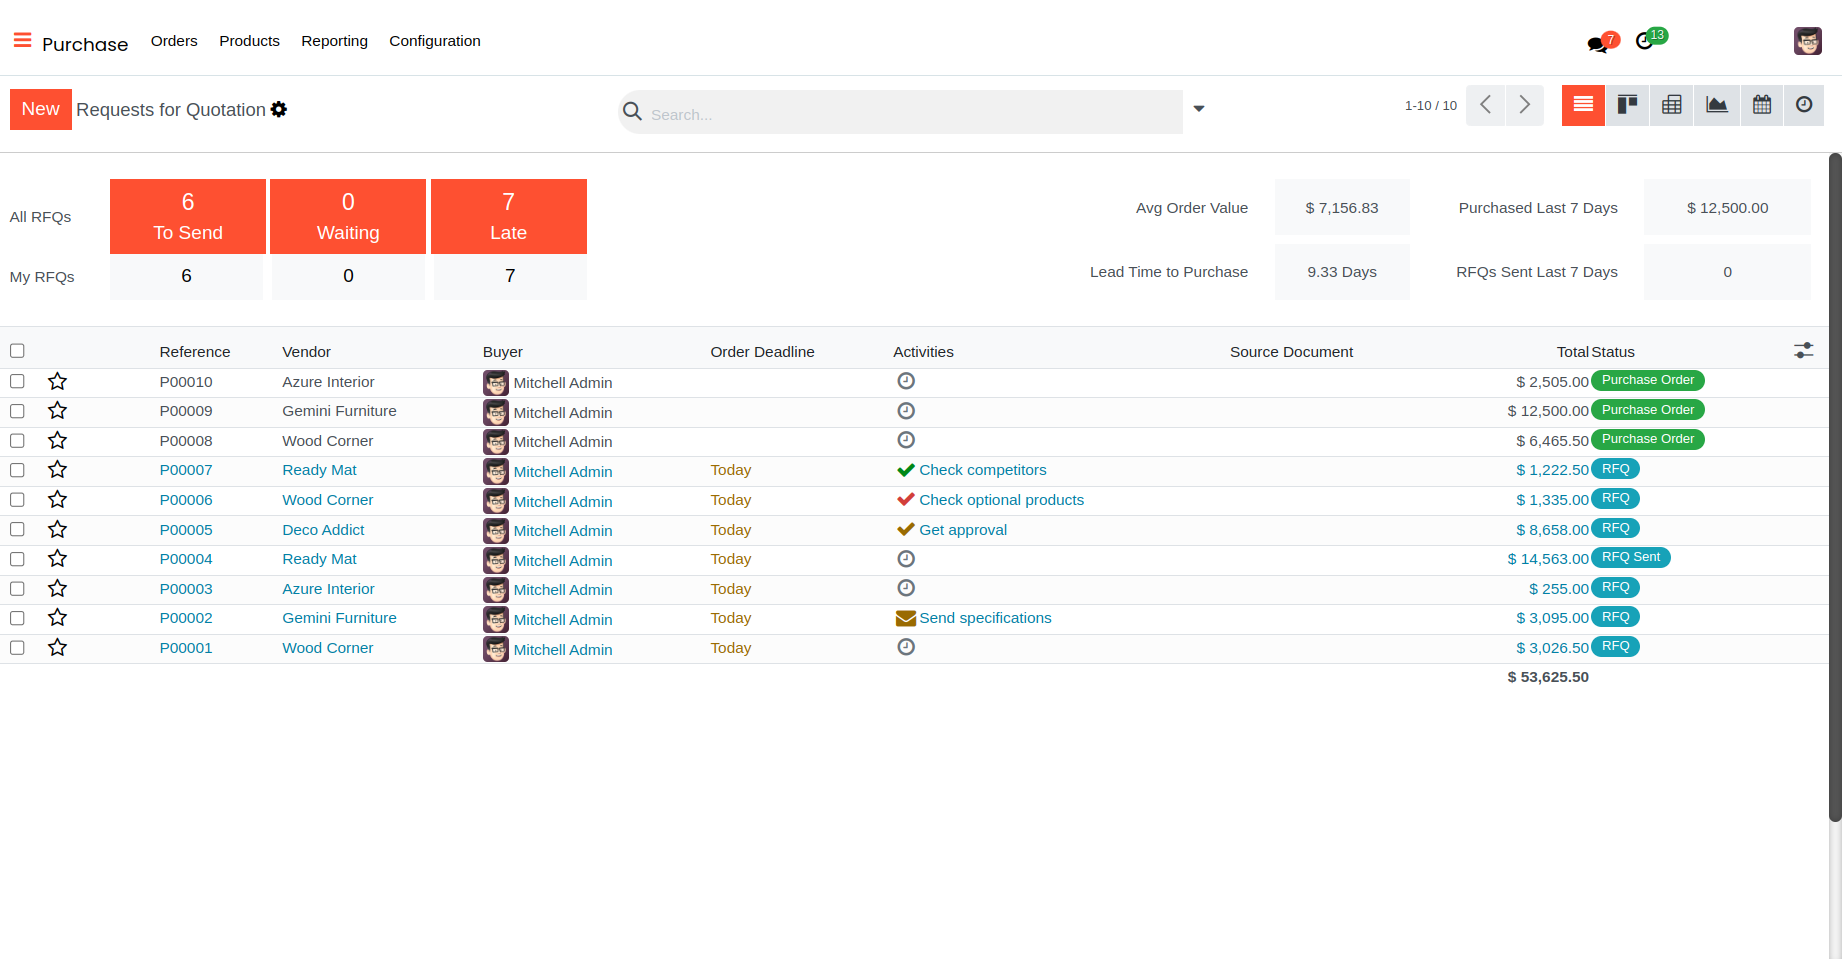 Purchase Orders Products Reporting Configuration 7 13
New Requests for Quotation Search... 1-10 / 10
All RFQs 6 To Send 0 Waiting 7 Late
My RFQs 6 0 7
Avg Order Value $ 7,156.83 Purchased Last 7 Days $ 12,500.00
Lead Time to Purchase 9.33 Days RFQs Sent Last 7 Days 0
Reference Vendor Buyer Order Deadline Activities Source Document Total Status
P00010 Azure Interior Mitchell Admin $ 2,505.00 Purchase Order
P00009 Gemini Furniture Mitchell Admin $ 12,500.00 Purchase Order
P00008 Wood Corner Mitchell Admin $ 6,465.50 Purchase Order
P00007 Ready Mat Mitchell Admin Today Check competitors $ 1,222.50 RFQ
P00006 Wood Corner Mitchell Admin Today Check optional products $ 1,335.00 RFQ
P00005 Deco Addict Mitchell Admin Today Get approval $ 8,658.00 RFQ
P00004 Ready Mat Mitchell Admin Today $ 14,563.00 RFQ Sent
P00003 Azure Interior Mitchell Admin Today $ 255.00 RFQ
P00002 Gemini Furniture Mitchell Admin Today Send specifications $ 3,095.00 RFQ
P00001 Wood Corner Mitchell Admin Today $ 3,026.50 RFQ
$ 53,625.50